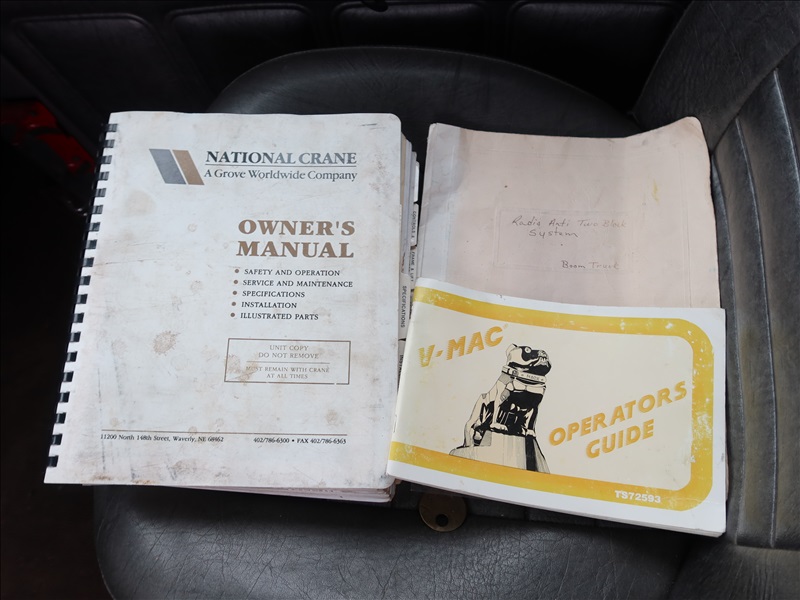 NATIONAL CRANE
A Grove Worldwide Company
OWNER'S
MANUAL
• SAFETY AND OPERATION
• SERVICE AND MAINTENANCE
• SPECIFICATIONS
• INSTALLATION
• ILLUSTRATED PARTS
UNIT COPY
DO NOT REMOVE
MUST REMAIN WITH CRANE
AT ALL TIMES
11200 North 148th Street, Waverly, NE 68462 402/786-6300 • FAX 402/786-6363
SPECIFICATIONS
Radio Anti Two Block
System
Boom Truck
V-MAC
OPERATORS
GUIDE
TS72593